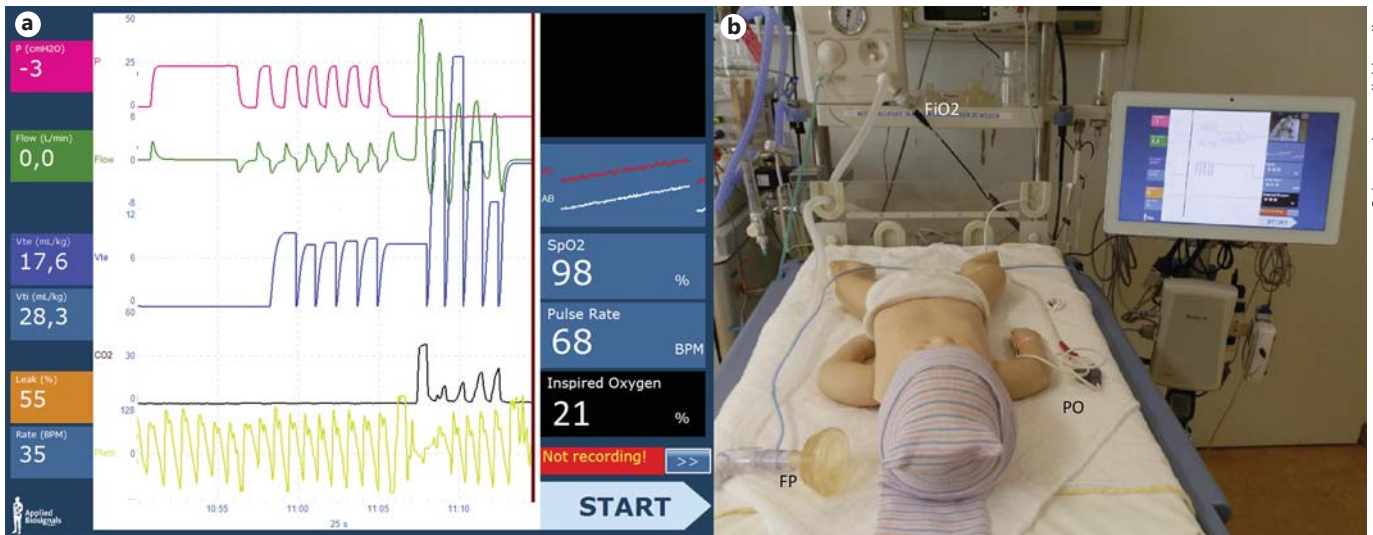 a
P (cmH2O)
-3
Flow (L/min)
0,0
Vte (mL/kg)
17,6
Vti (mL/kg)
28,3
Leak (%)
55
Rate (BPM)
35
Applied
Biosignals
50
P
25
0
6
Flow
0
-8
12
Vte
6
0
60
CO2
30
0
128
Pleth
0
10:55
11:00
11:05
11:10
25 s
AB
SpO2
98
%
Pulse Rate
68
BPM
Inspired Oxygen
21
%
Not recording!
>>
START
b
FiO2
START
PO
FP